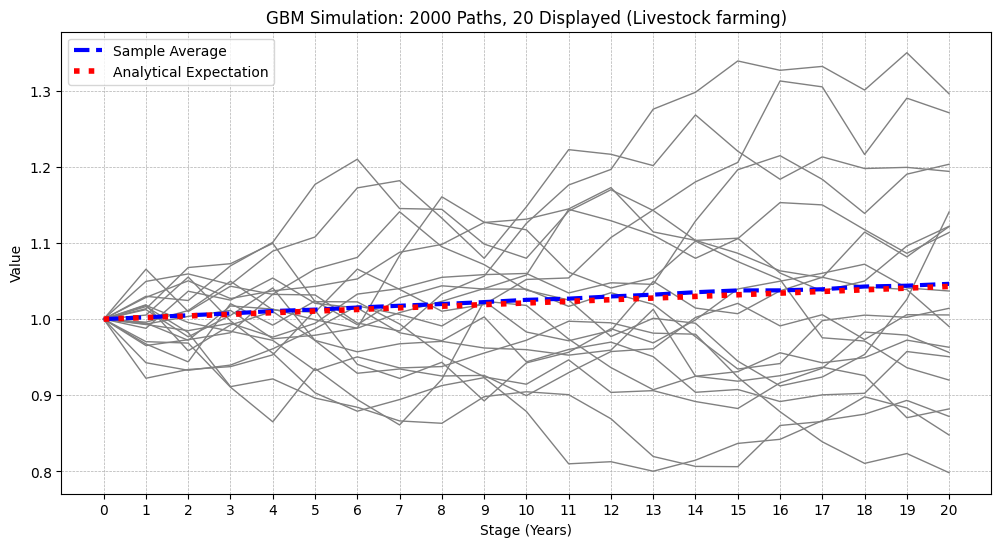 GBM Simulation: 2000 Paths, 20 Displayed (Livestock farming)
Sample Average
Analytical Expectation
1.3
1.2
1.1
1.0
0.9
0.8
Value
0 1 2 3 4 5 6 7 8 9 10 11 12 13 14 15 16 17 18 19 20
Stage (Years)